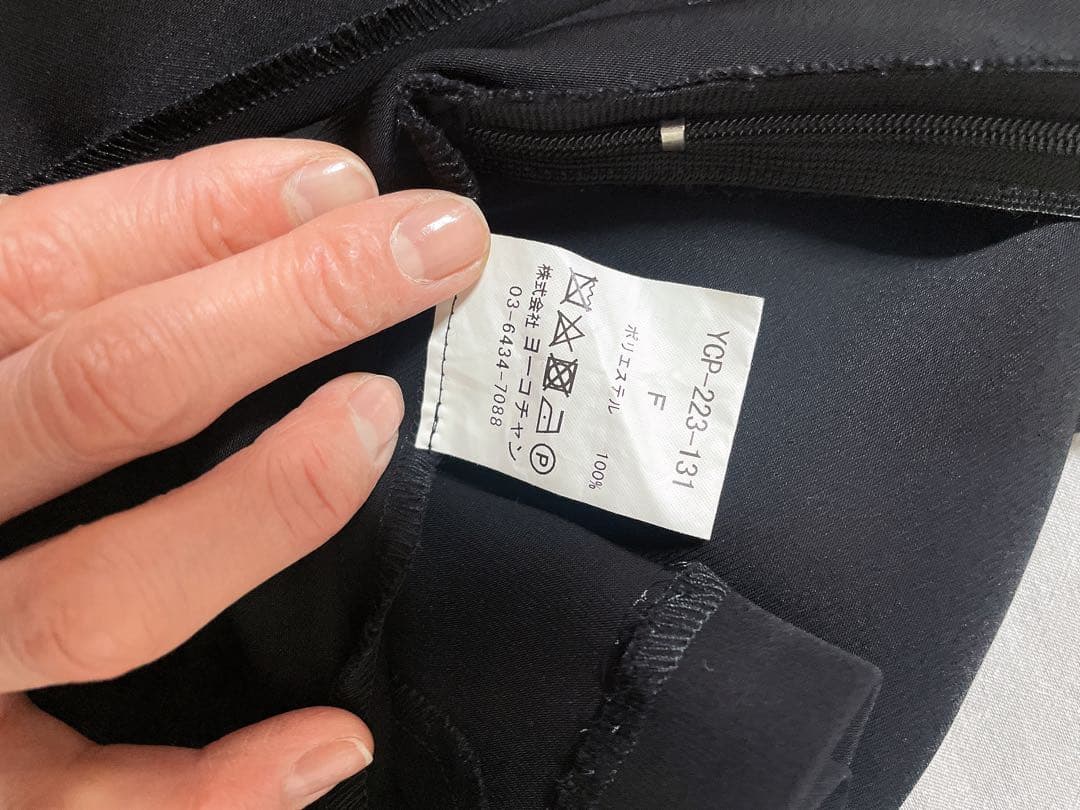 YCP-223-131
F
ポリエステル 100%
P
株式会社 ヨーコチャン
03-6434-7088